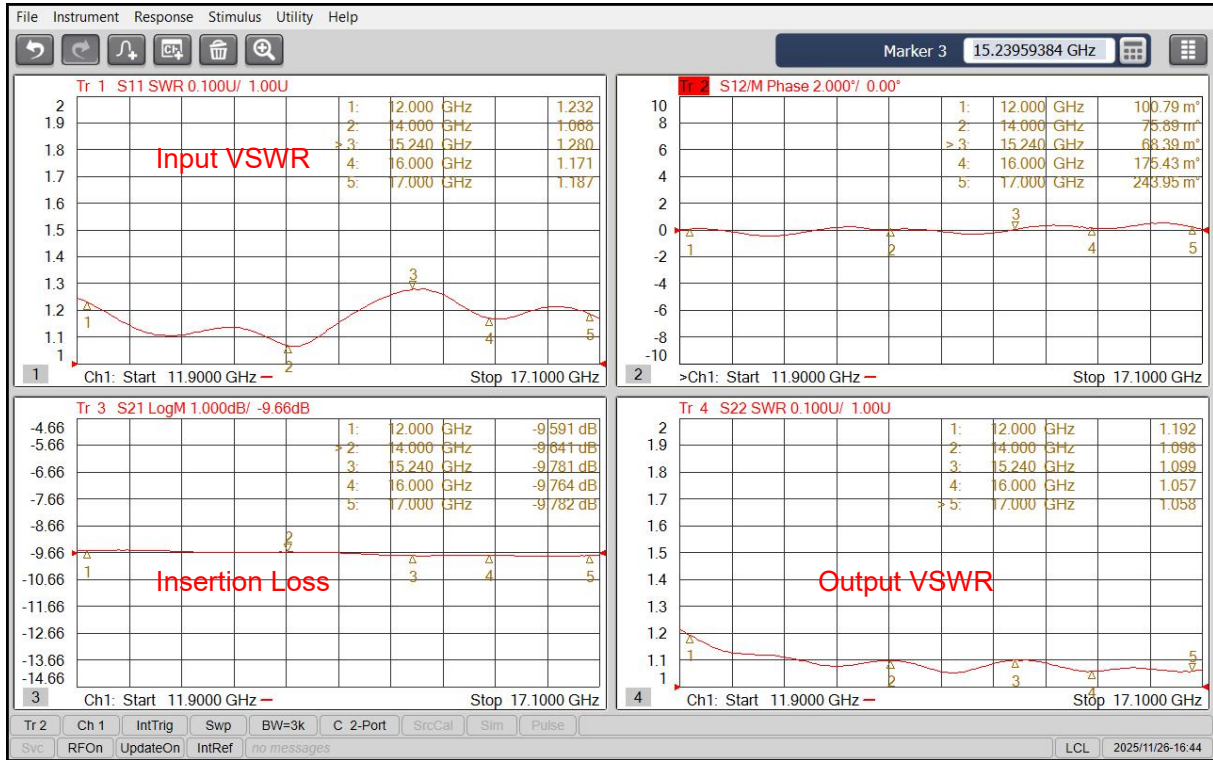 File Instrument Response Stimulus Utility Help
Marker 3 15.23959384 GHz
Tr 1 S11 SWR 0.100U/ 1.00U
2
1.9
1.8
1.7
1.6
1.5
1.4
1.3
1.2
1.1
1
Input VSWR
1: 12.000 GHz 1.232
2: 14.000 GHz 1.068
>3: 15.240 GHz 1.280
4: 16.000 GHz 1.171
5: 17.000 GHz 1.187
1
2
3
4
5
1 Ch1: Start 11.9000 GHz Stop 17.1000 GHz
Tr 2 S12/M Phase 2.000°/ 0.00°
10
8
6
4
2
0
-2
-4
-6
-8
-10
1: 12.000 GHz 100.79 m°
2: 14.000 GHz 75.89 m°
>3: 15.240 GHz 68.39 m°
4: 16.000 GHz 175.43 m°
5: 17.000 GHz 243.95 m°
1
2
3
4
5
2 >Ch1: Start 11.9000 GHz Stop 17.1000 GHz
Tr 3 S21 LogM 1.000dB/ -9.66dB
-4.66
-5.66
-6.66
-7.66
-8.66
-9.66
-10.66
-11.66
-12.66
-13.66
-14.66
1: 12.000 GHz -9.591 dB
>2: 14.000 GHz -9.641 dB
3: 15.240 GHz -9.781 dB
4: 16.000 GHz -9.764 dB
5: 17.000 GHz -9.782 dB
1
2
3
4
5
Insertion Loss
3 Ch1: Start 11.9000 GHz Stop 17.1000 GHz
Tr 4 S22 SWR 0.100U/ 1.00U
2
1.9
1.8
1.7
1.6
1.5
1.4
1.3
1.2
1.1
1
1: 12.000 GHz 1.192
2: 14.000 GHz 1.098
3: 15.240 GHz 1.099
4: 16.000 GHz 1.057
>5: 17.000 GHz 1.058
Output VSWR
1
2
3
4
5
4 Ch1: Start 11.9000 GHz Stop 17.1000 GHz
Tr 2 Ch 1 IntTrig Swp BW=3k C 2-Port SrcCal Sim Pulse
Svc RFOn UpdateOn IntRef no messages LCL 2025/11/26-16:44